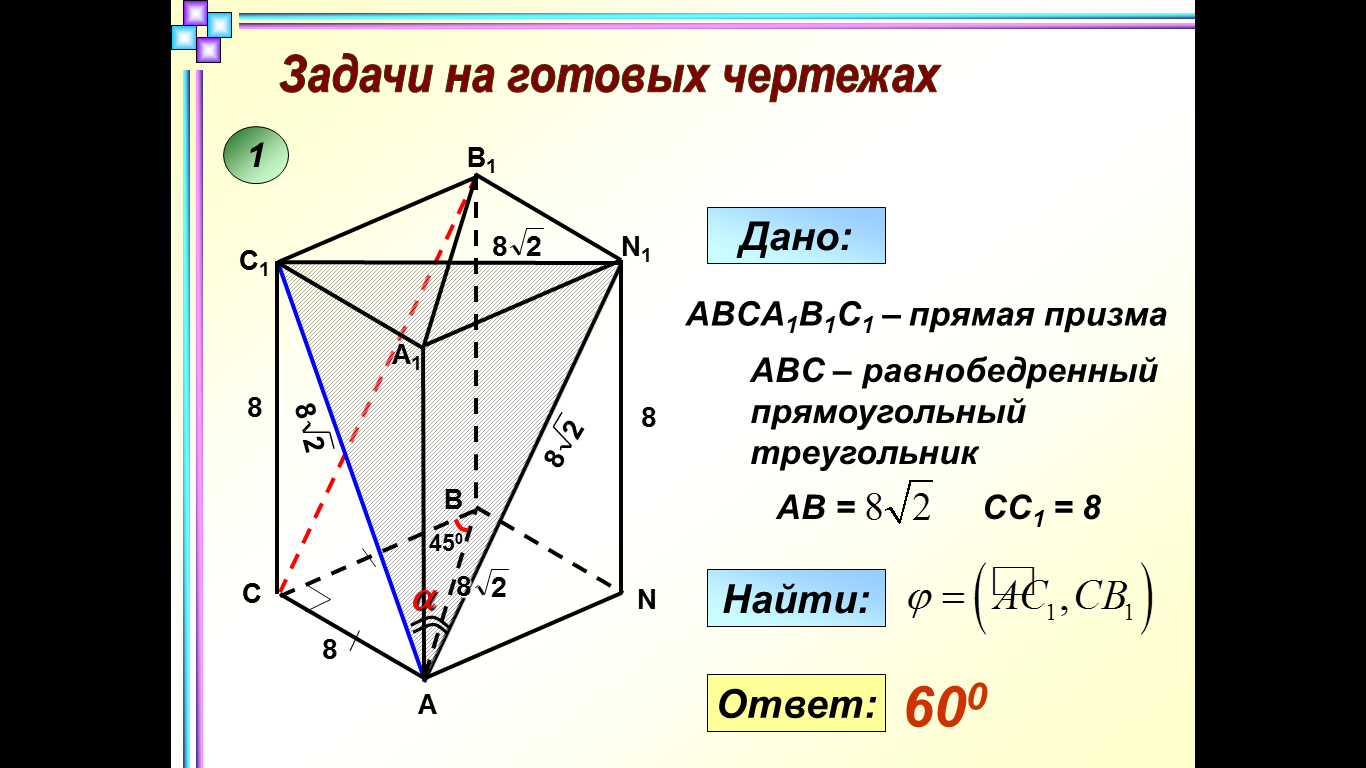 Задачи на готовых чертежах
1
B₁
8√2
N₁
C₁
A₁
8
8√2
8√2
8
B
45⁰
8√2
α
C
N
8
A
Дано:
ABCA₁B₁C₁ – прямая призма
ABC – равнобедренный
прямоугольный
треугольник
AB = 8√2 CC₁ = 8
Найти: φ = (AC₁, CB₁)
Ответ: 60⁰